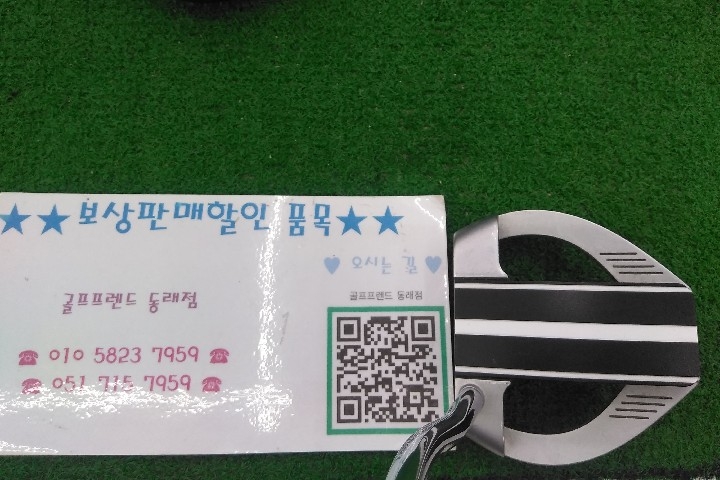 ★★보상판매할인 품목★★
♥ 오시는 길 ♥
골프프렌드 동래점
골프프렌드 동래점
☎ 010 5823 7959 ☎
☎ 051 715 7959 ☎